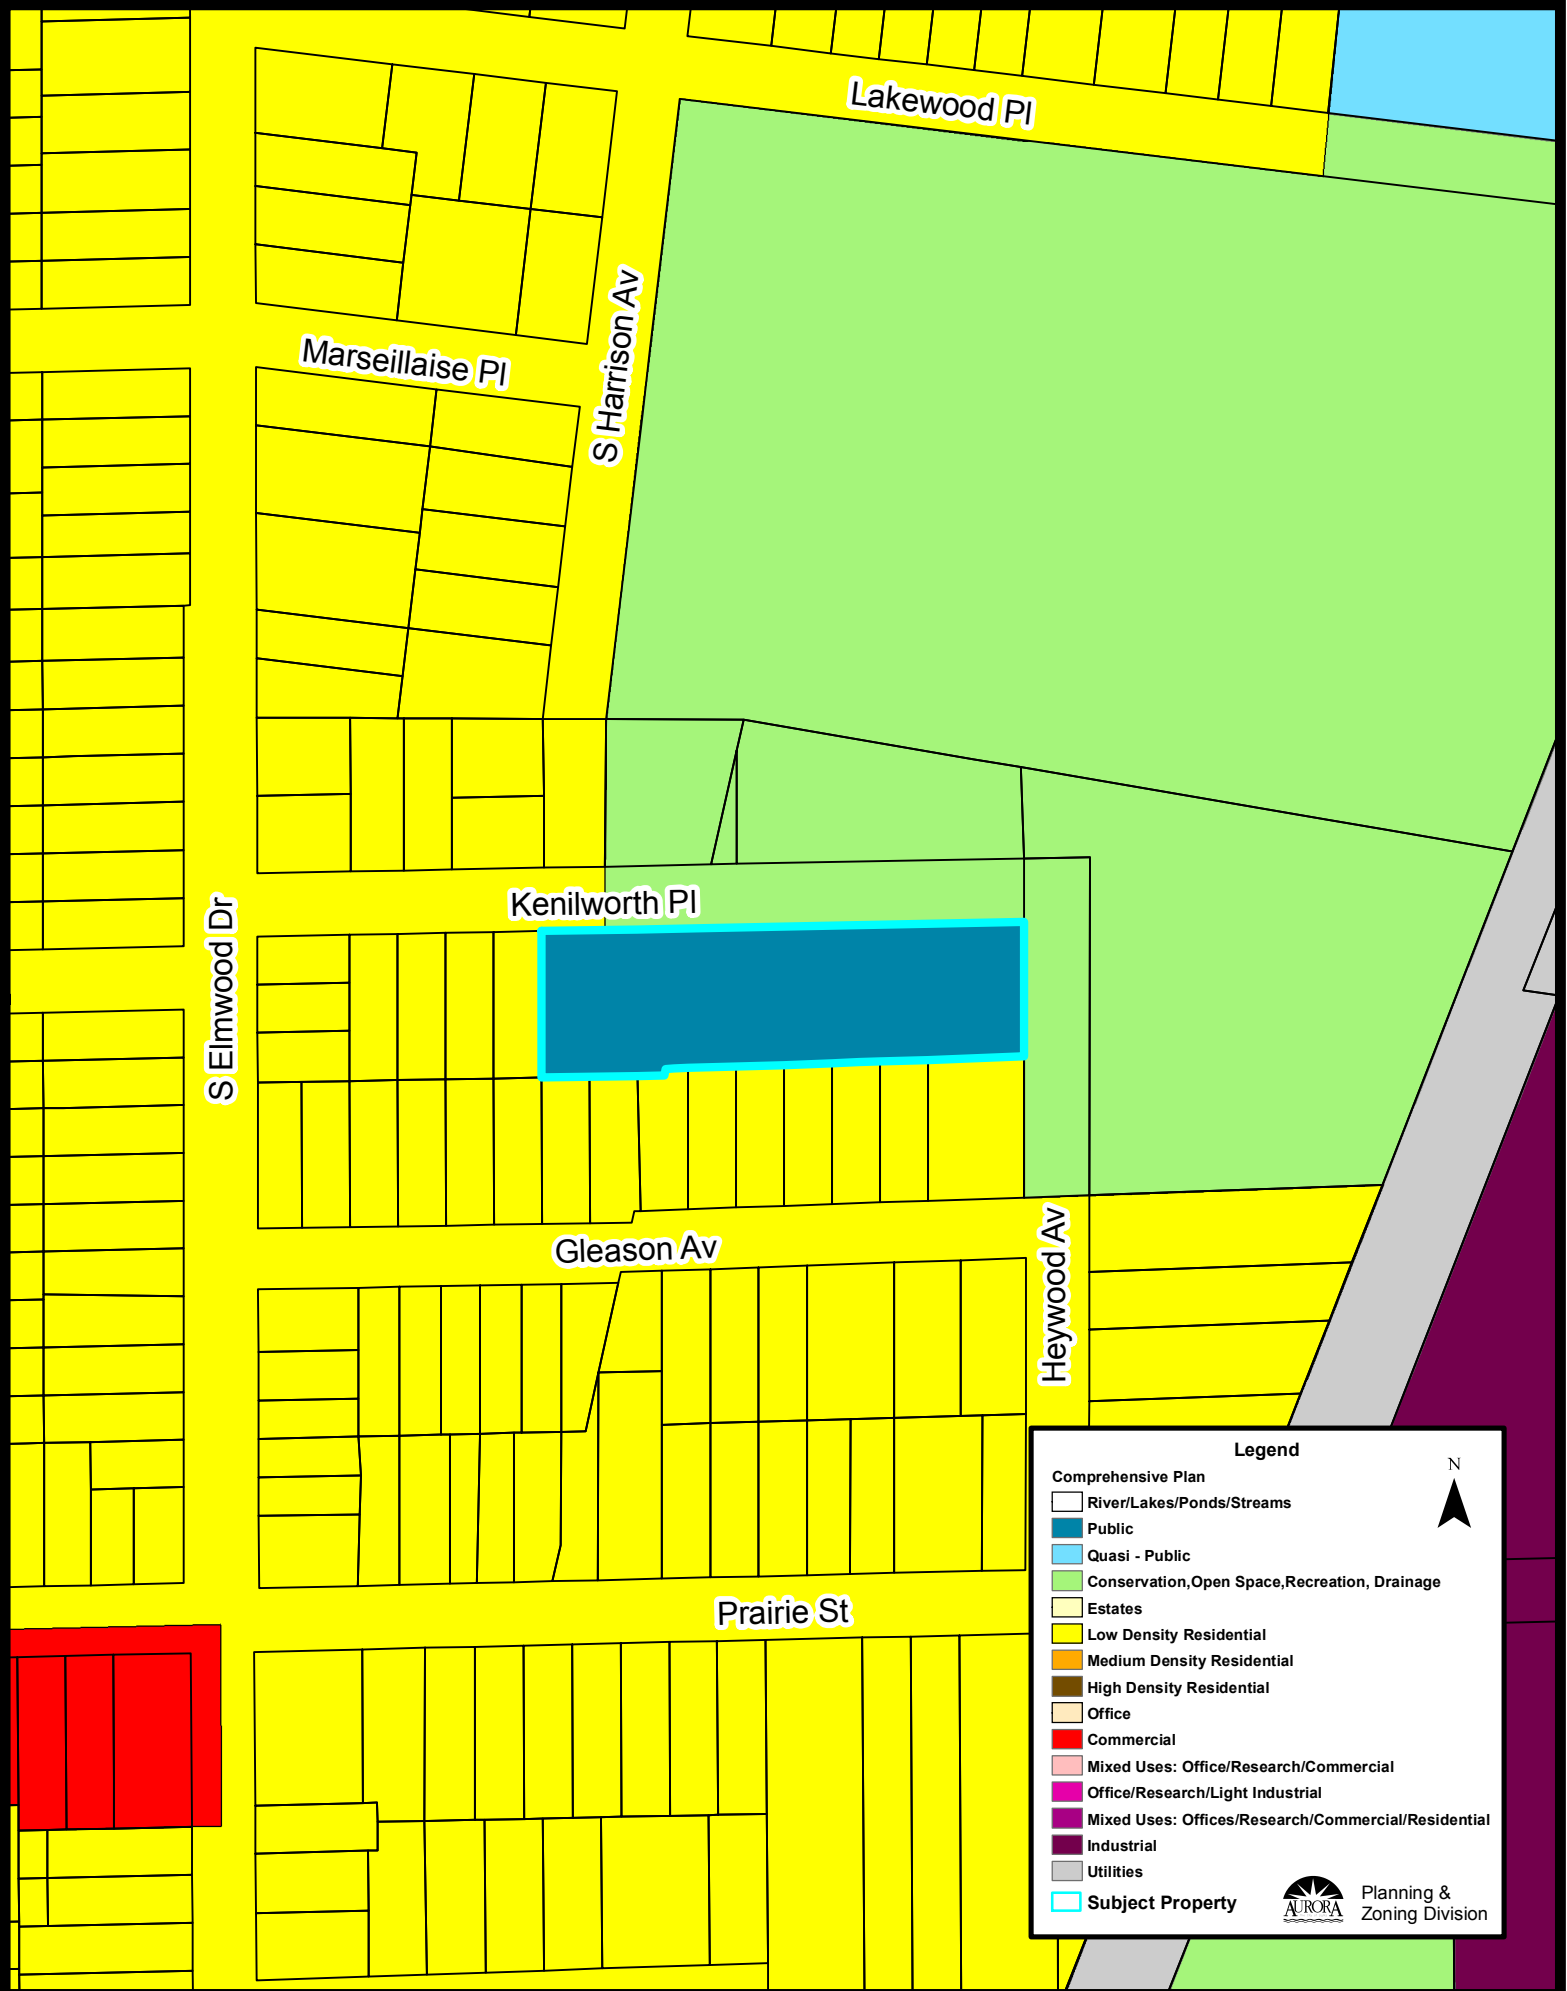 Lakewood Pl
S Harrison Av
Marseillaise Pl
Kenilworth Pl
S Elmwood Dr
Gleason Av
Heywood Av
Prairie St
Legend
Comprehensive Plan
N
River/Lakes/Ponds/Streams
Public
Quasi - Public
Conservation,Open Space,Recreation, Drainage
Estates
Low Density Residential
Medium Density Residential
High Density Residential
Office
Commercial
Mixed Uses: Office/Research/Commercial
Office/Research/Light Industrial
Mixed Uses: Offices/Research/Commercial/Residential
Industrial
Utilities
Subject Property
AURORA
Planning &
Zoning Division